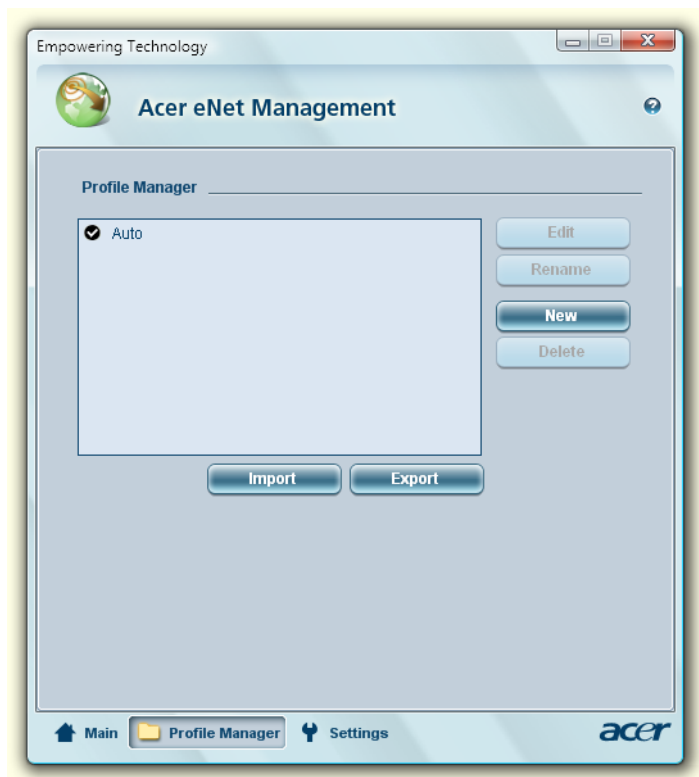 Empowering Technology
Acer eNet Management
Profile Manager
Auto
Edit
Rename
New
Delete
Import Export
Main Profile Manager Settings acer